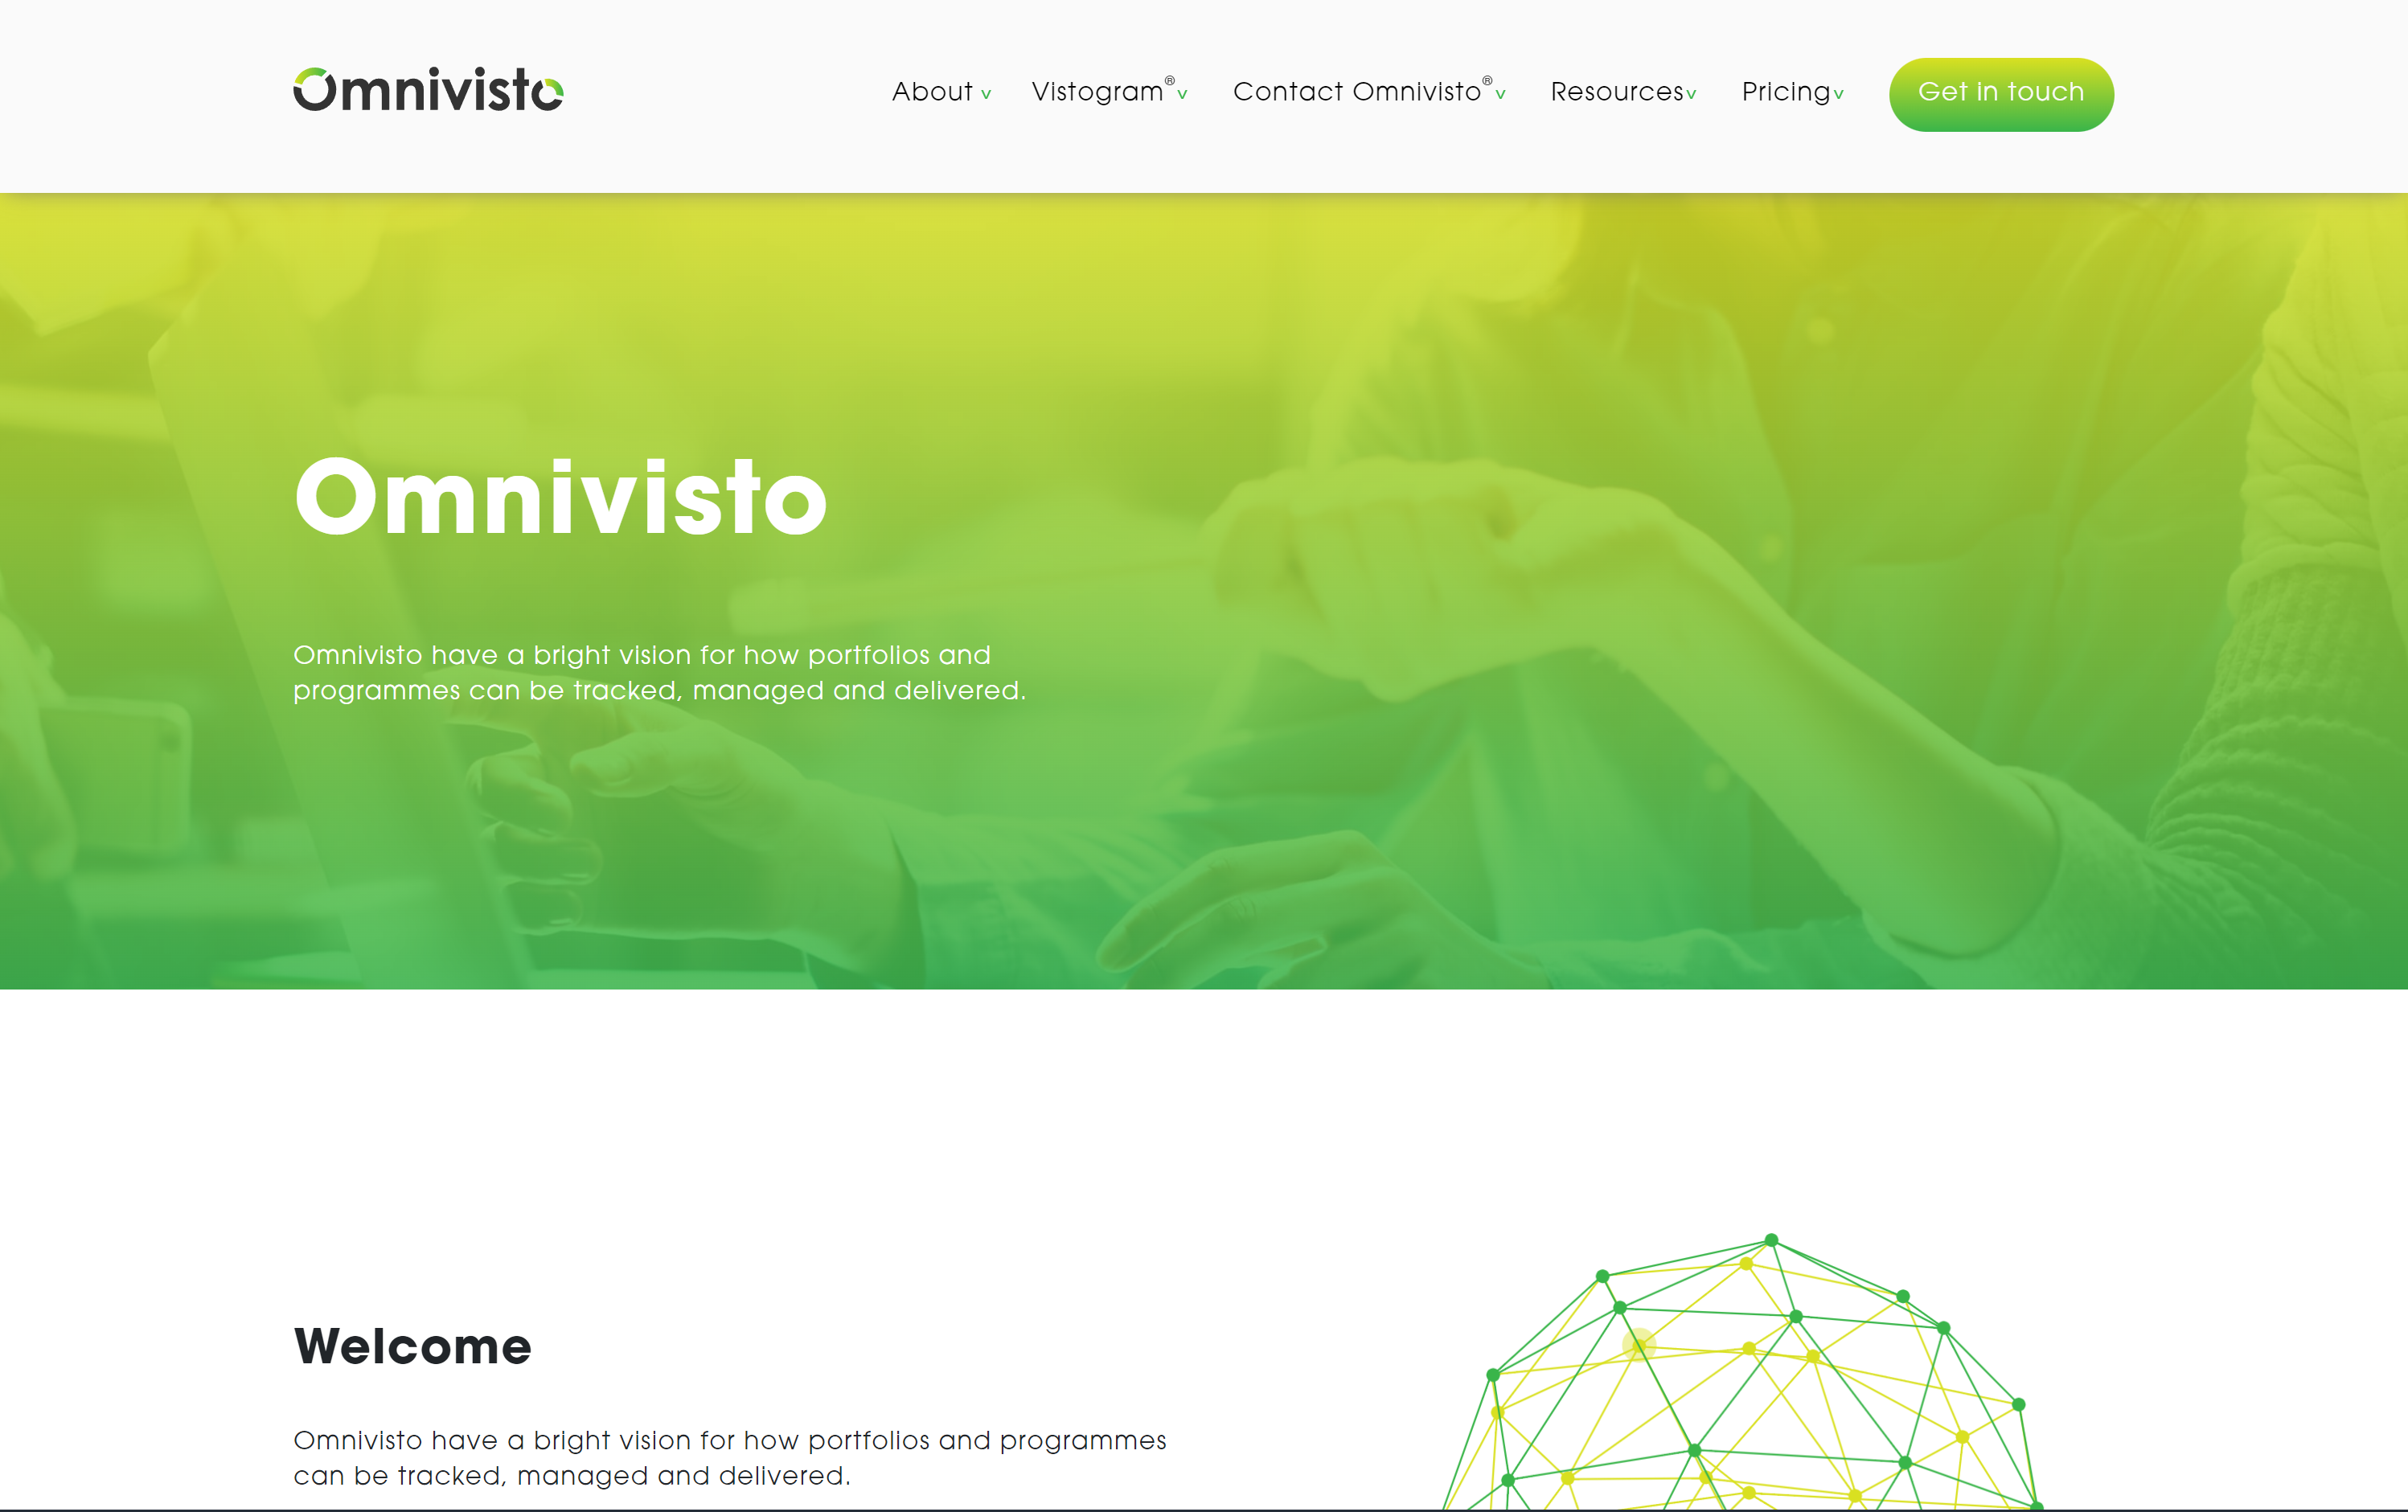 Omnivisto
About v Vistogram® v Contact Omnivisto® v Resources v Pricing v Get in touch
Omnivisto
Omnivisto have a bright vision for how portfolios and
programmes can be tracked, managed and delivered.
Welcome
Omnivisto have a bright vision for how portfolios and programmes
can be tracked, managed and delivered.